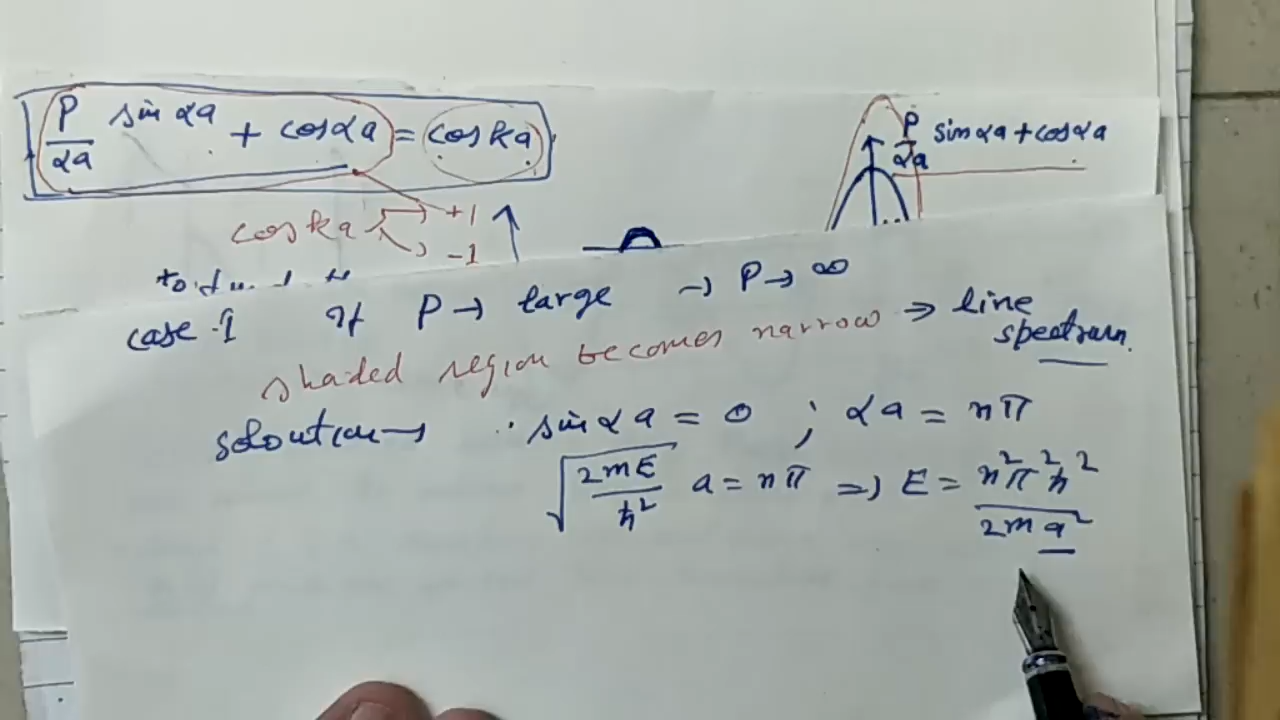 P/αa sin αa + cos αa = cos ka
P/αa sin αa + cos αa
cos ka → +1
→ -1
case -I If P → large → P → ∞
shaded region becomes narrow ⇒ line spectrum.
soloution → sin αa = 0 ; αa = nπ
√(2mE/ħ²) a = nπ ⇒ E = n²π²ħ²/2ma²